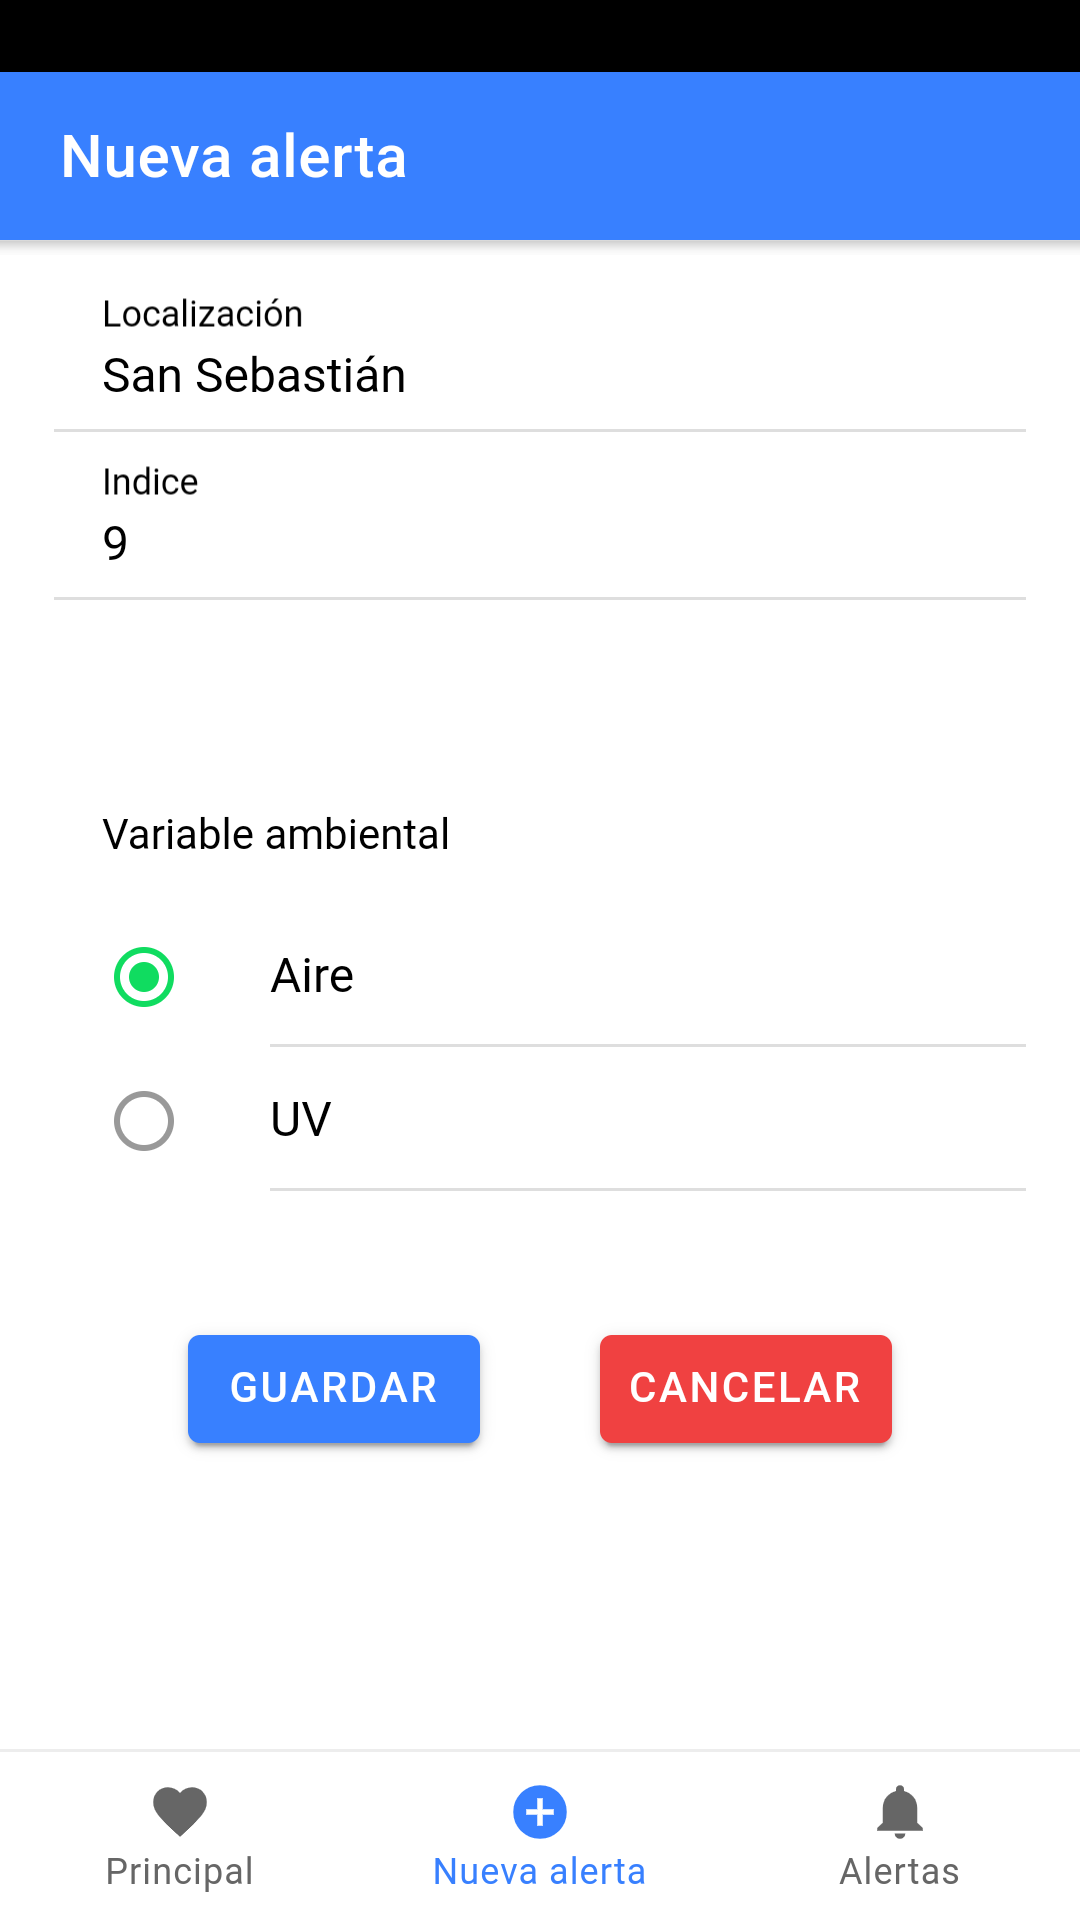 Nueva alerta
Localización
San Sebastián
Indice
9
Variable ambiental
Aire
UV
GUARDAR CANCELAR
Principal Nueva alerta Alertas